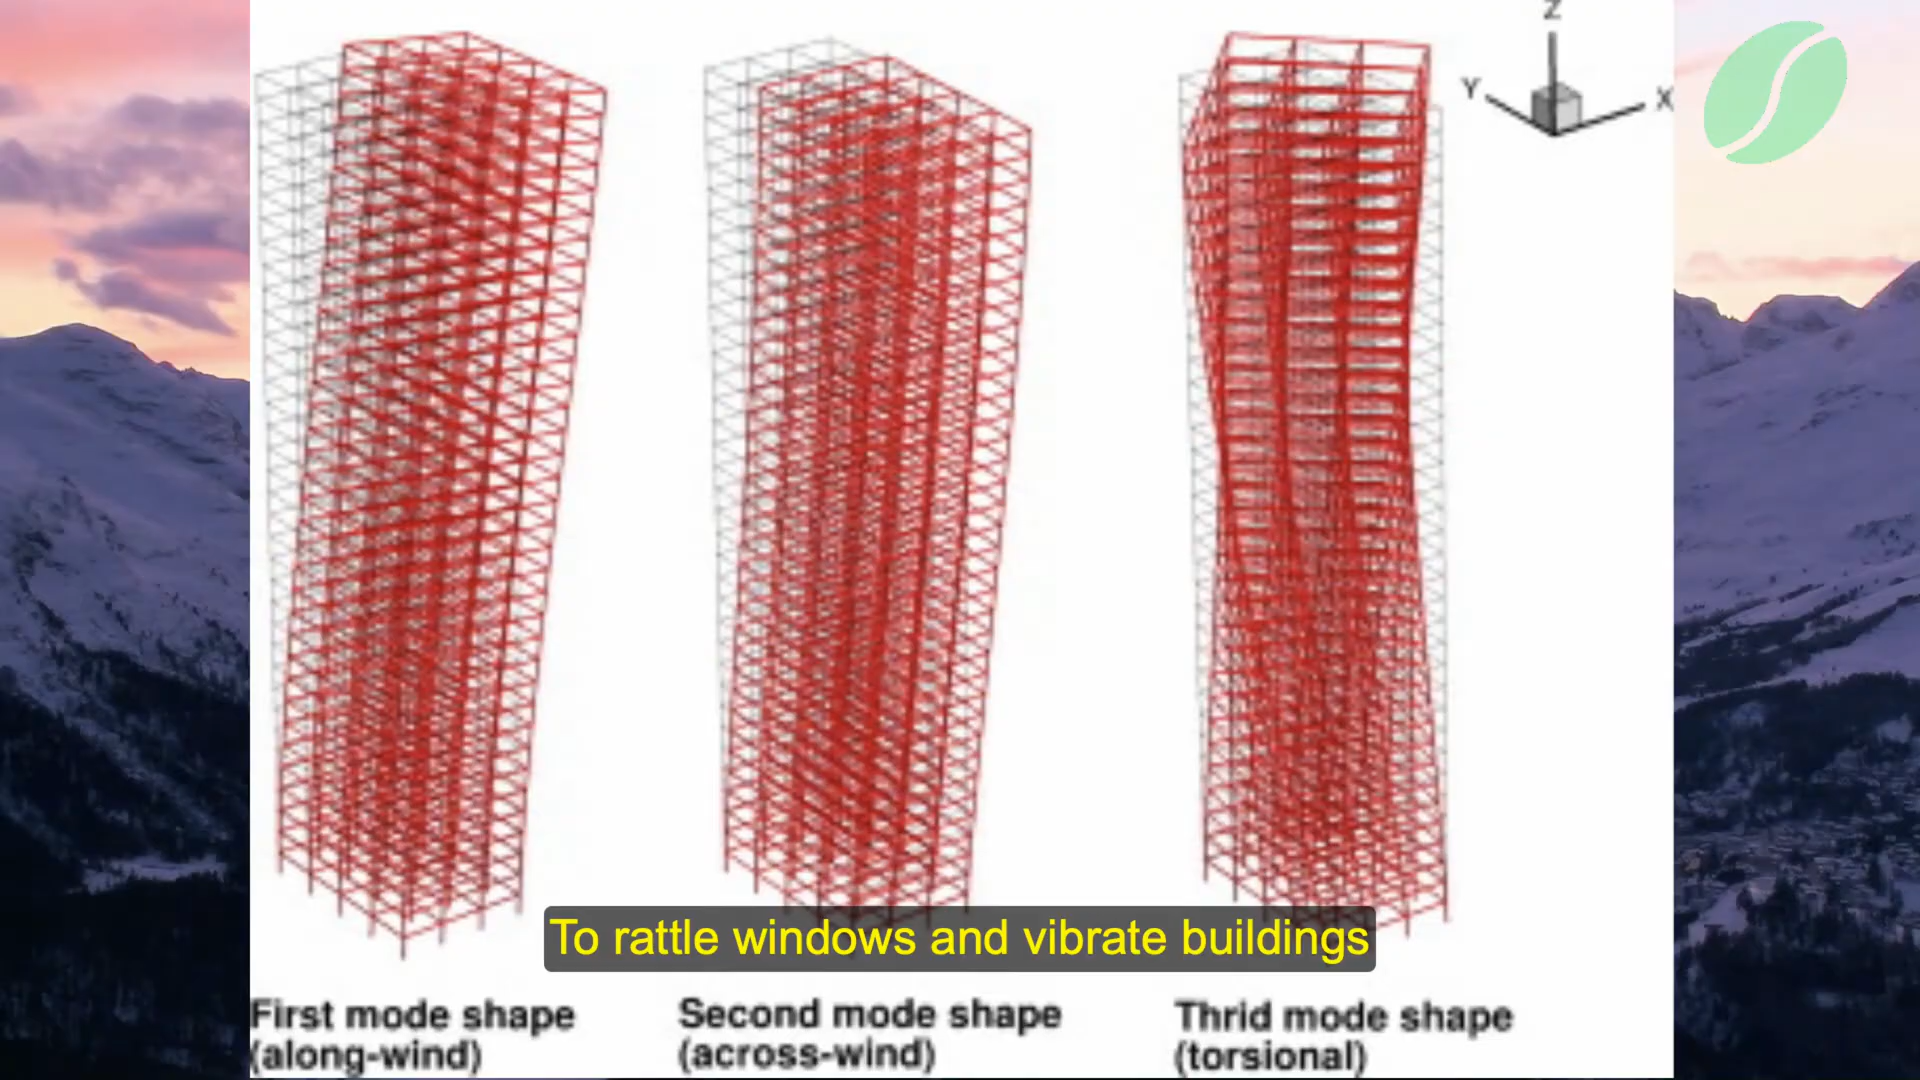 Z
Y
X
To rattle windows and vibrate buildings
First mode shape
(along-wind)
Second mode shape
(across-wind)
Thrid mode shape
(torsional)